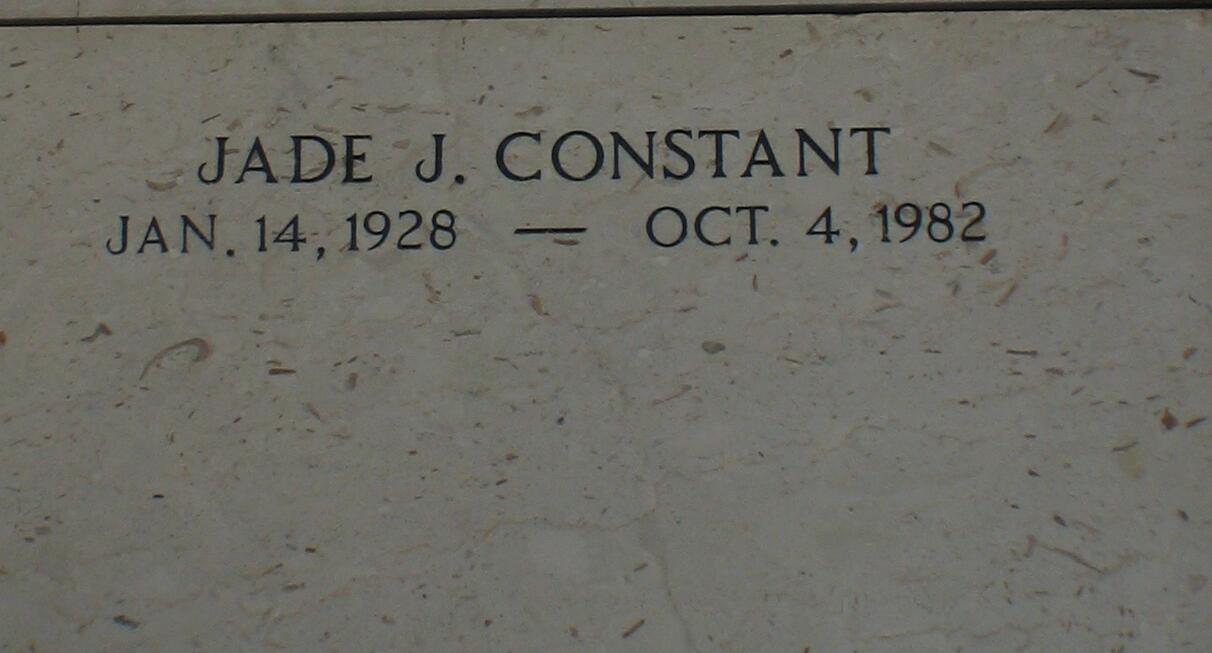 JADE J. CONSTANT
JAN. 14, 1928 — OCT. 4, 1982